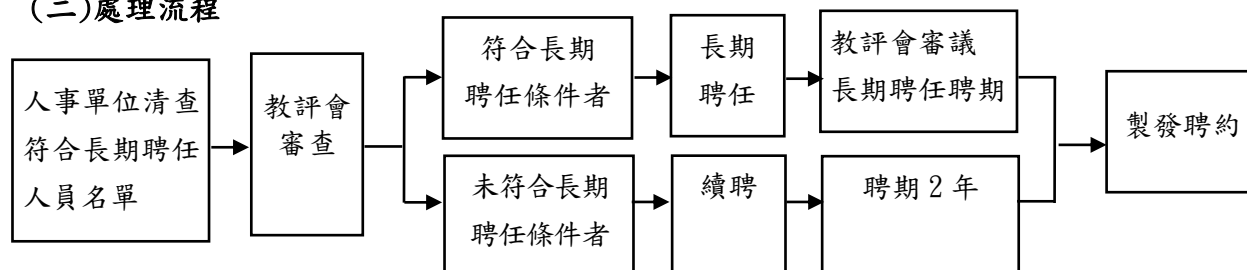 (二)處理流程
人事單位清查
符合長期聘任
人員名單
教評會
審查
符合長期
聘任條件者
長期
聘任
教評會審議
長期聘任聘期
未符合長期
聘任條件者
續聘
聘期 2 年
製發聘約